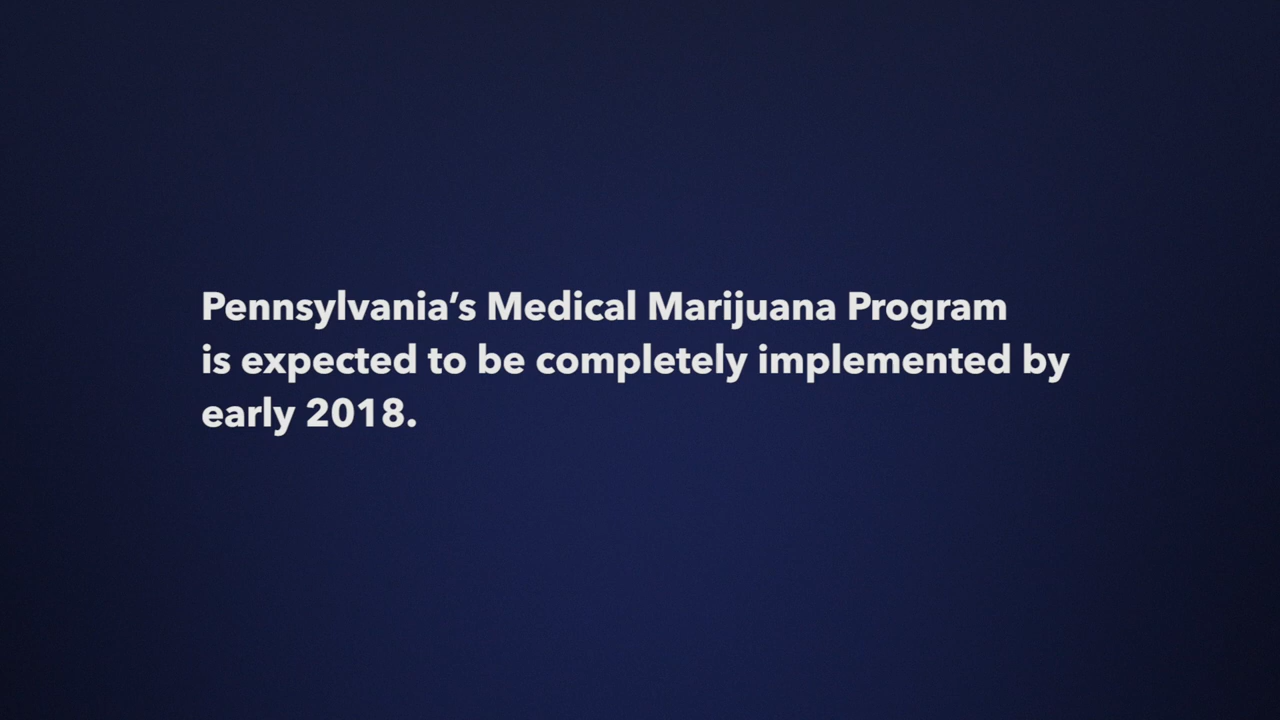 Pennsylvania’s Medical Marijuana Program
is expected to be completely implemented by
early 2018.